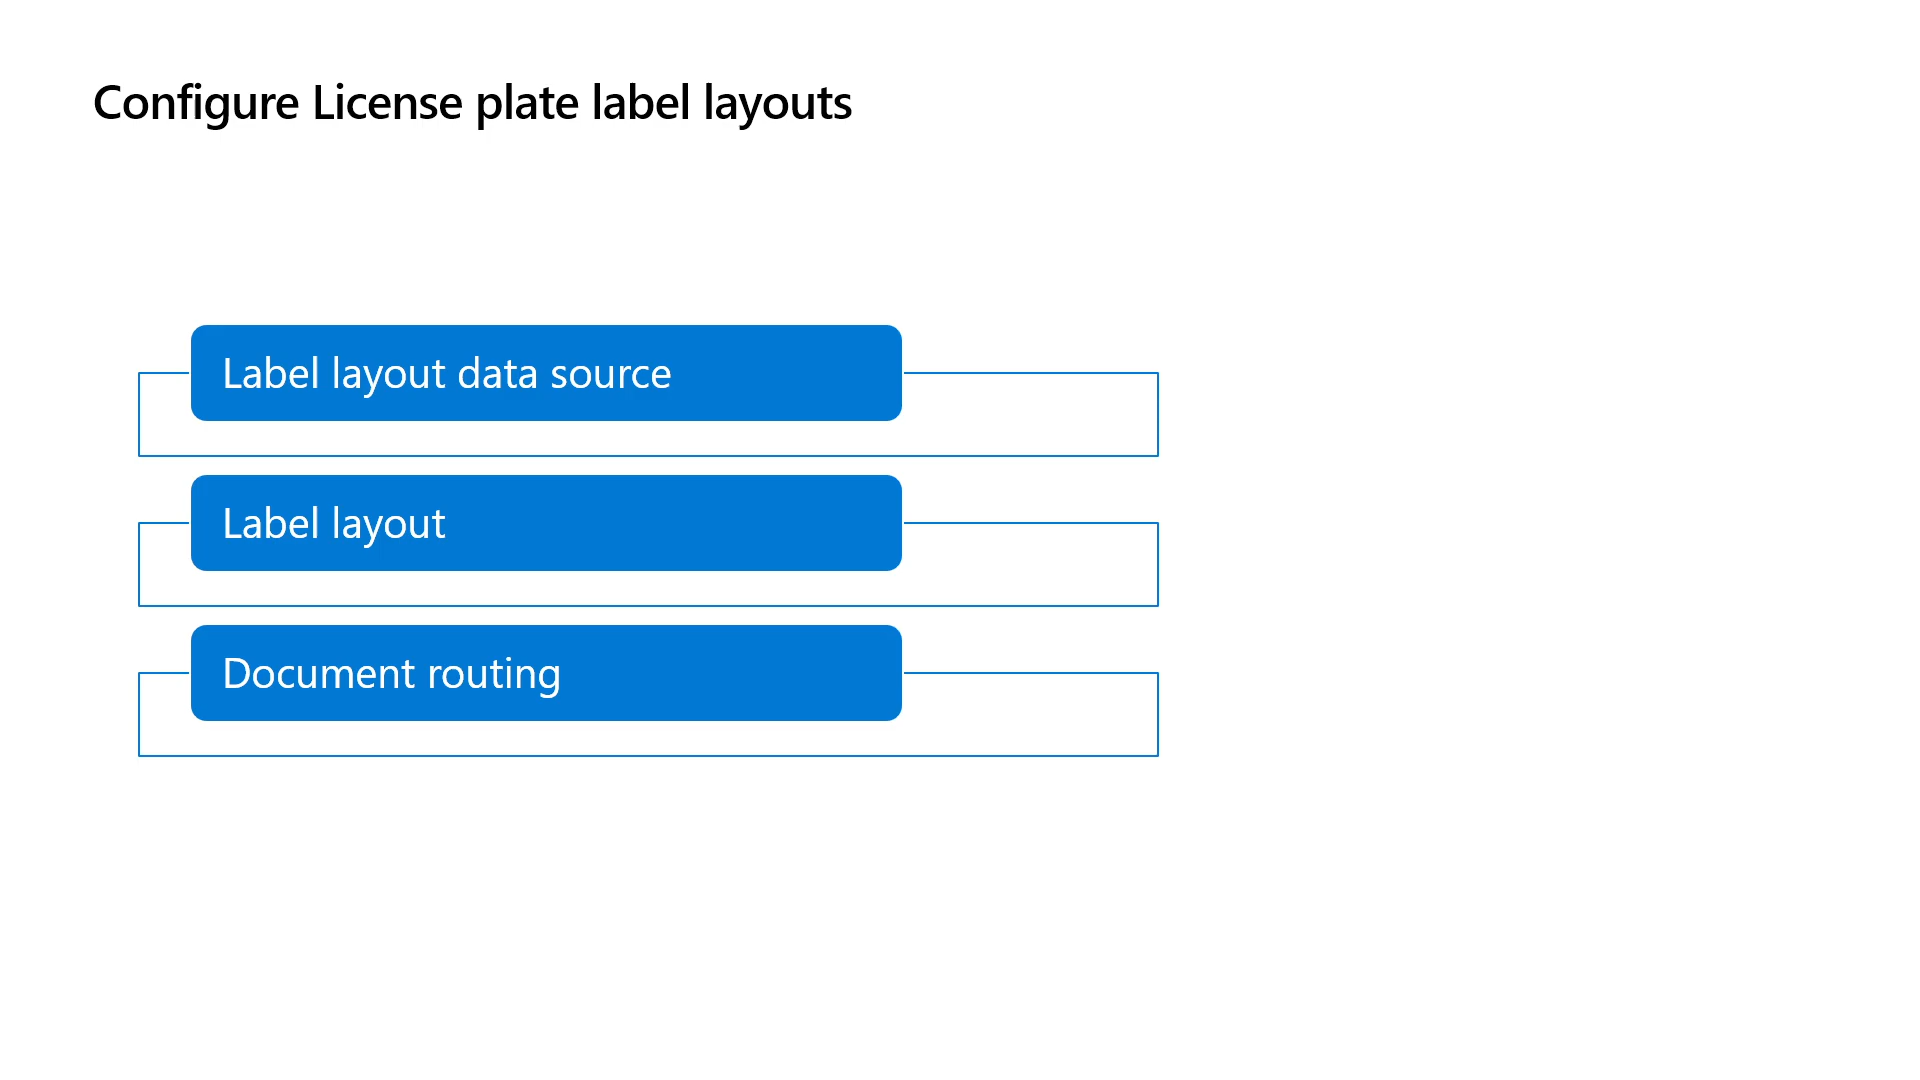 Configure License plate label layouts
Label layout data source
Label layout
Document routing